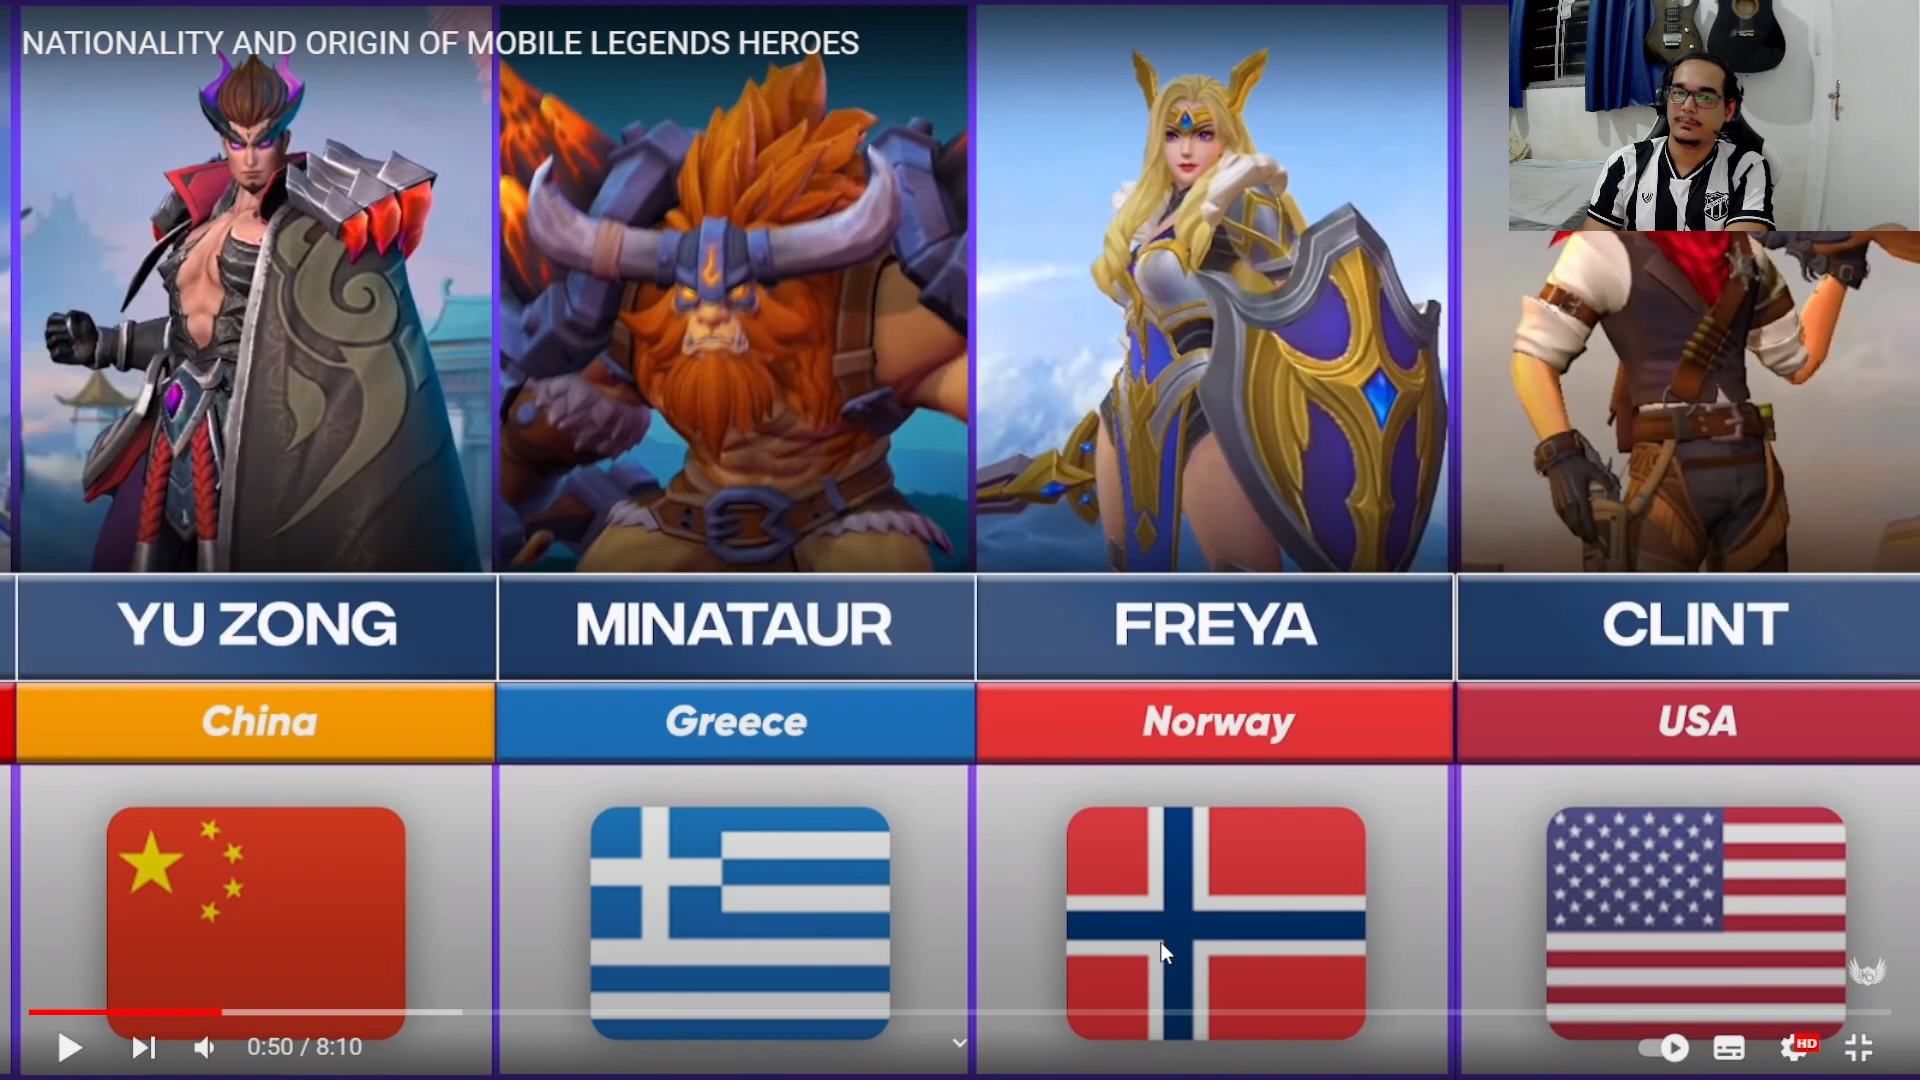 NATIONALITY AND ORIGIN OF MOBILE LEGENDS HEROES
YU ZONG
MINATAUR
FREYA
CLINT
China
Greece
Norway
USA
0:50 / 8:10
HD